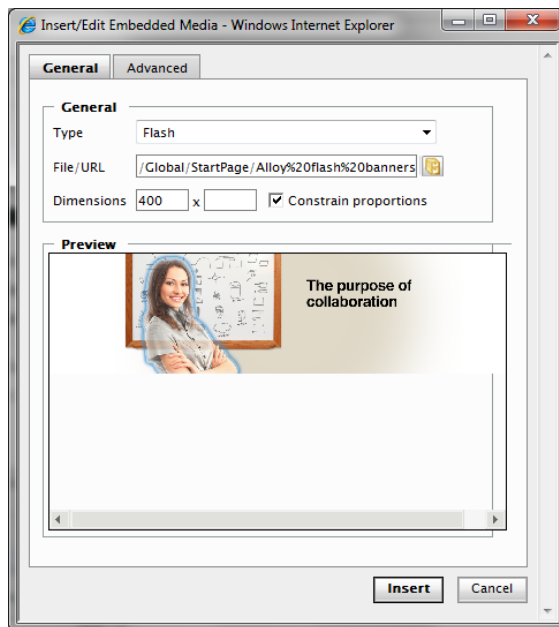 Insert/Edit Embedded Media - Windows Internet Explorer
General Advanced
General
Type Flash
File/URL /Global/StartPage/Alloy%20flash%20banners
Dimensions 400 x Constrain proportions
Preview
The purpose of
collaboration
Insert Cancel